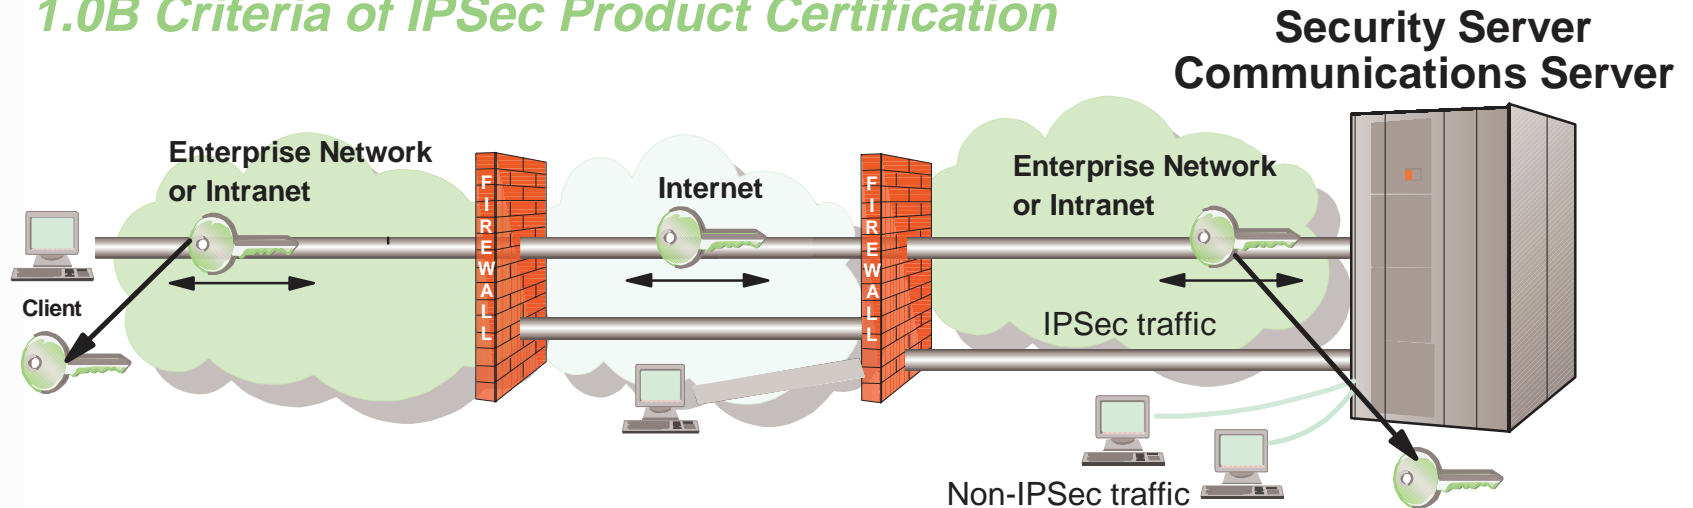 1.0B Criteria of IPSec Product Certification
Security Server
Communications Server
Enterprise Network
or Intranet
Internet
Enterprise Network
or Intranet
FIREWALL
FIREWALL
Client
IPSec traffic
Non-IPSec traffic